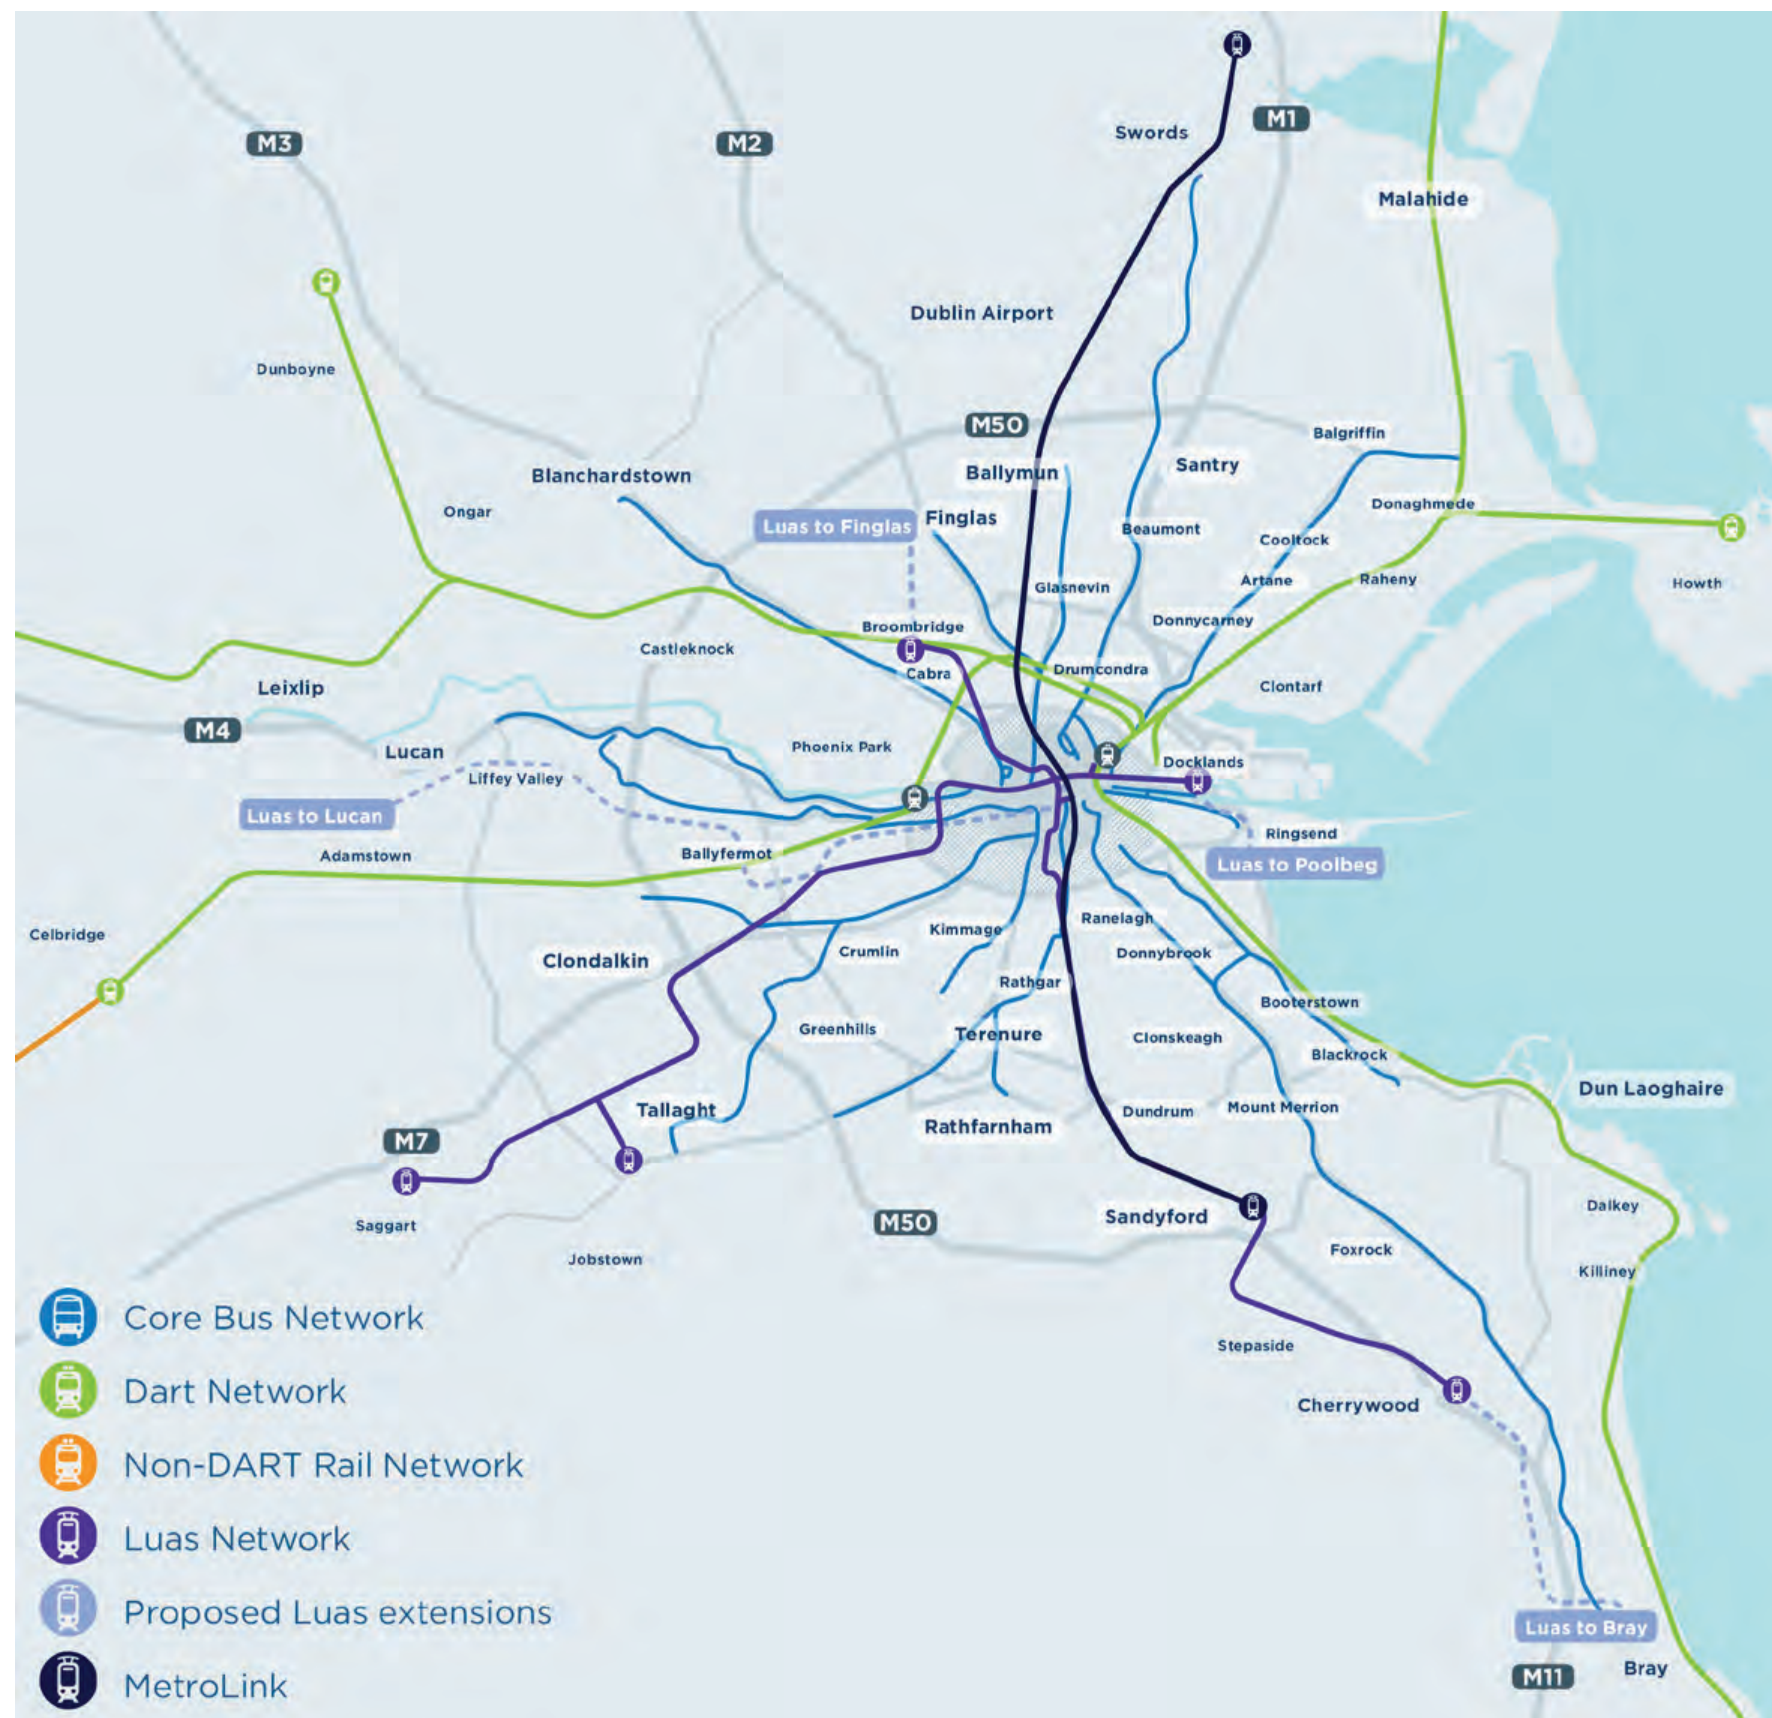 M3
M2
M1
Swords
Malahide
Dublin Airport
Dunboyne
M50
Balgriffin
Blanchardstown
Ballymun
Santry
Ongar
Luas to Finglas
Finglas
Donaghmede
Beaumont
Cooltock
Howth
Glasnevin
Artane
Raheny
Broombridge
Donnycarney
Castleknock
Cabra
Drumcondra
Leixlip
Clontarf
M4
Lucan
Phoenix Park
Docklands
Liffey Valley
Luas to Lucan
Ringsend
Adamstown
Ballyfermot
Luas to Poolbeg
Celbridge
Kimmage
Ranelagh
Clondalkin
Crumlin
Donnybrook
Rathgar
Booterstown
Greenhills
Terenure
Clonskeagh
Blackrock
Dun Laoghaire
Tallaght
Rathfarnham
Dundrum
Mount Merrion
M7
Saggart
M50
Sandyford
Dalkey
Jobstown
Foxrock
Killiney
Stepaside
Cherrywood
Luas to Bray
Bray
M11
Core Bus Network
Dart Network
Non-DART Rail Network
Luas Network
Proposed Luas extensions
MetroLink